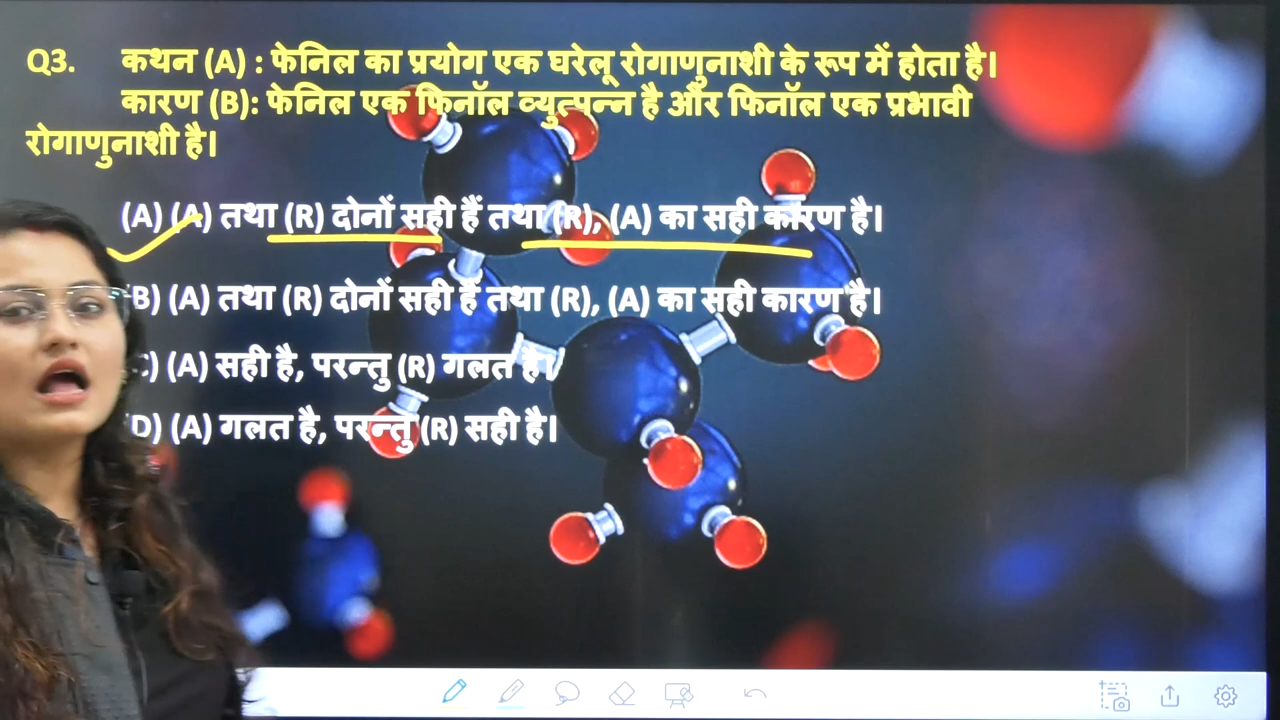 Q3. कथन (A) : फेनिल का प्रयोग एक घरेलू रोगाणुनाशी के रूप में होता है।
कारण (B): फेनिल एक फिनॉल व्युत्पन्न है और फिनॉल एक प्रभावी
रोगाणुनाशी है।
(A) (A) तथा (R) दोनों सही हैं तथा (R), (A) का सही कारण है।
B) (A) तथा (R) दोनों सही हैं तथा (R), (A) का सही कारण है।
C) (A) सही है, परन्तु (R) गलत है।
D) (A) गलत है, परन्तु (R) सही है।